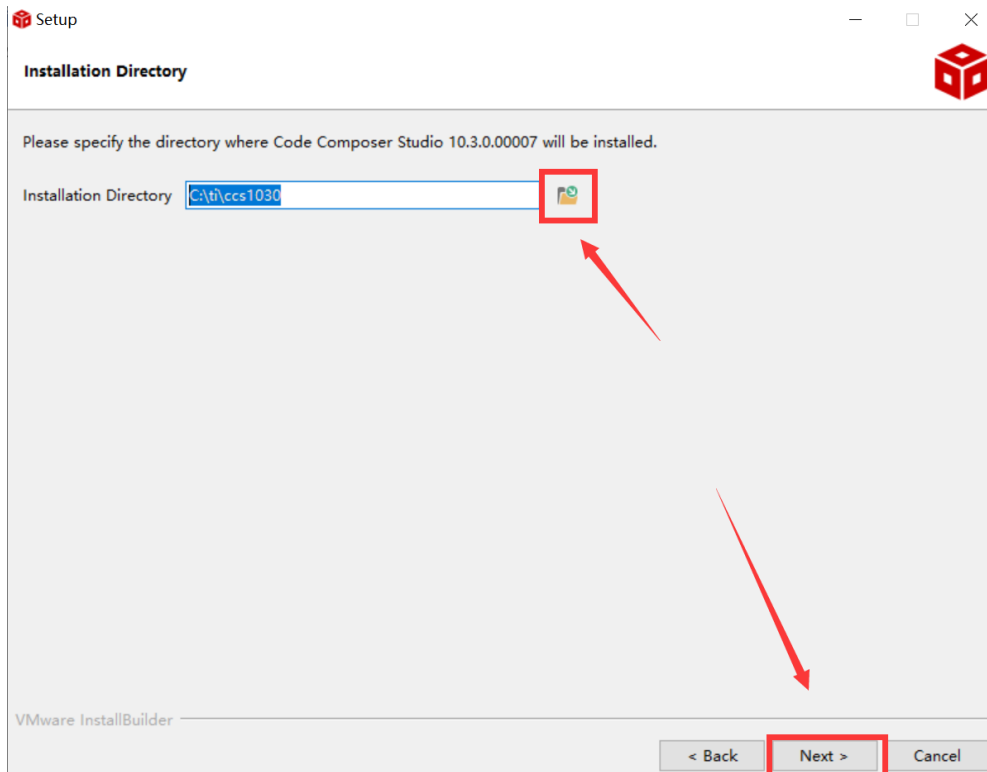 Setup
Installation Directory
Please specify the directory where Code Composer Studio 10.3.0.00007 will be installed.
Installation Directory C:\ti\ccs1030
VMware InstallBuilder
< Back Next > Cancel